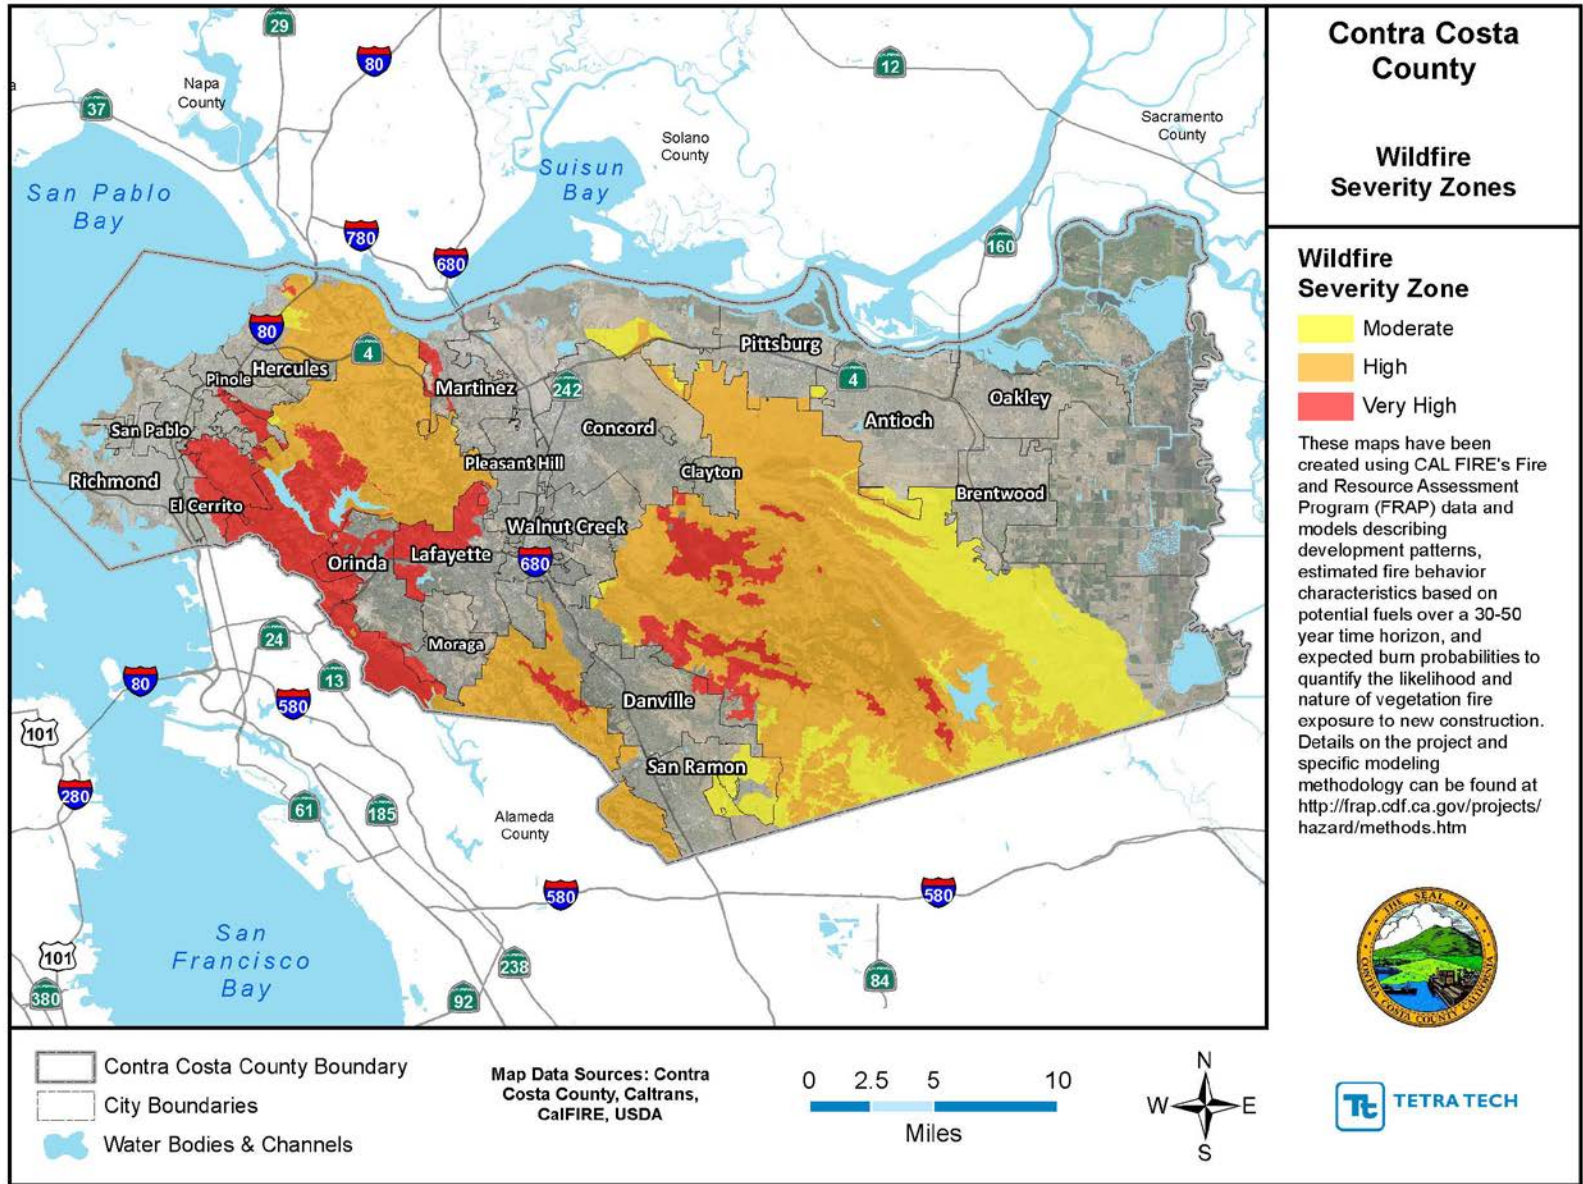 Contra Costa
County
Wildfire
Severity Zones
Wildfire
Severity Zone
Moderate
High
Very High
These maps have been
created using CAL FIRE's Fire
and Resource Assessment
Program (FRAP) data and
models describing
development patterns,
estimated fire behavior
characteristics based on
potential fuels over a 30-50
year time horizon, and
expected burn probabilities to
quantify the likelihood and
nature of vegetation fire
exposure to new construction.
Details on the project and
specific modeling
methodology can be found at
http://frap.cdf.ca.gov/projects/
hazard/methods.htm
THE SEAL OF
CONTRA COSTA COUNTY CALIFORNIA
29
80
12
37
Napa
County
Sacramento
County
Solano
County
Suisun
Bay
San Pablo
Bay
780
680
160
80
4
Hercules
Pinole
Martinez
242
Pittsburg
4
Oakley
Antioch
San Pablo
Concord
Pleasant Hill
Clayton
Richmond
El Cerrito
Brentwood
Walnut Creek
Orinda
Lafayette
680
24
Moraga
13
80
580
Danville
101
San Ramon
280
61
185
Alameda
County
580
580
San
Francisco
Bay
101
238
84
380
92
Contra Costa County Boundary
City Boundaries
Water Bodies & Channels
Map Data Sources: Contra
Costa County, Caltrans,
CalFIRE, USDA
0 2.5 5 10
Miles
N
W E
S
Tt TETRA TECH